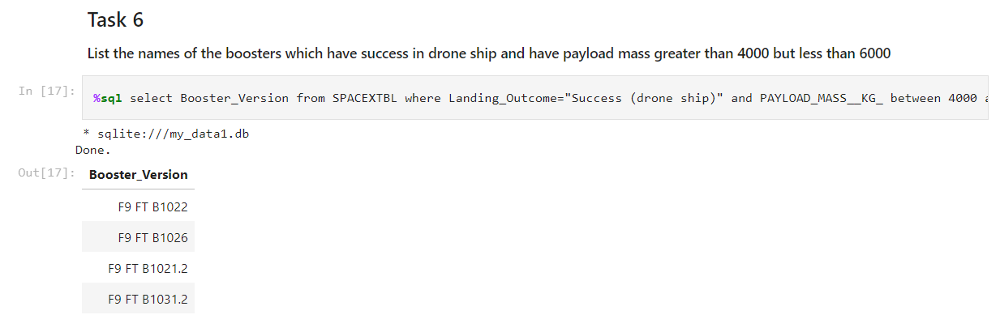 Task 6
List the names of the boosters which have success in drone ship and have payload mass greater than 4000 but less than 6000
In [17]: %sql select Booster_Version from SPACEXTBL where Landing_Outcome="Success (drone ship)" and PAYLOAD_MASS__KG_ between 4000
* sqlite:///my_data1.db
Done.
Out[17]: Booster_Version
F9 FT B1022
F9 FT B1026
F9 FT B1021.2
F9 FT B1031.2